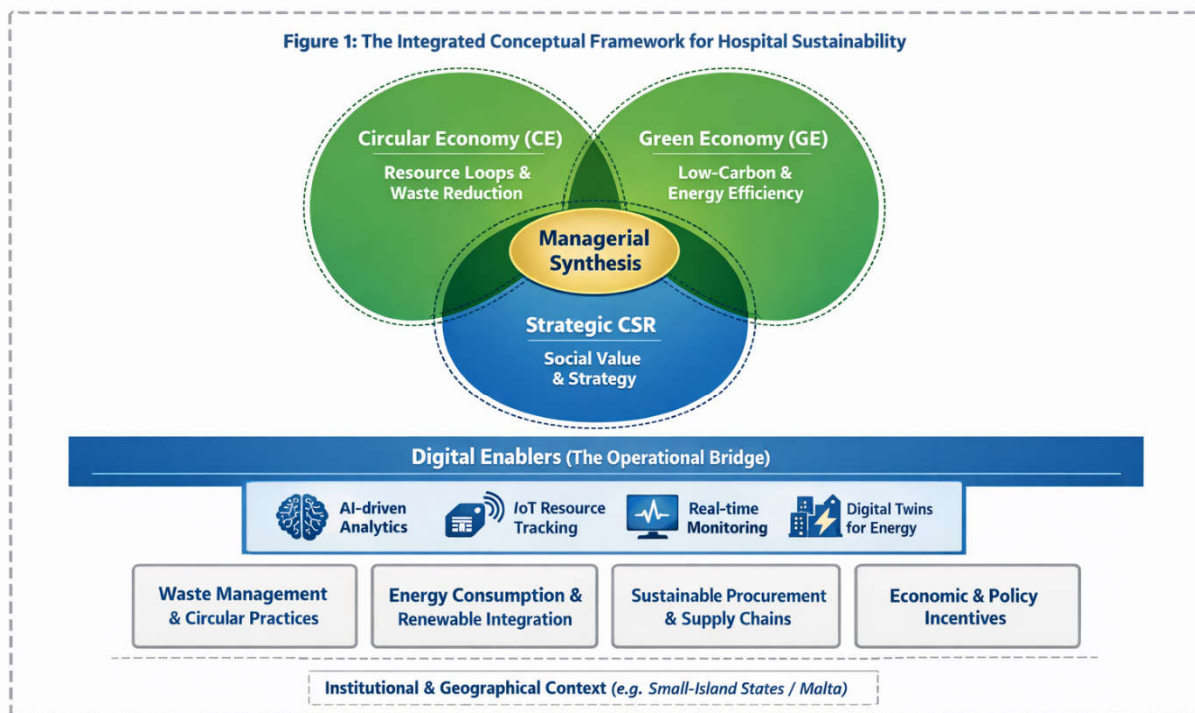 Figure 1: The Integrated Conceptual Framework for Hospital Sustainability
Circular Economy (CE)
Resource Loops &
Waste Reduction
Green Economy (GE)
Low-Carbon &
Energy Efficiency
Managerial
Synthesis
Strategic CSR
Social Value
& Strategy
Digital Enablers (The Operational Bridge)
AI-driven
Analytics
IoT Resource
Tracking
Real-time
Monitoring
Digital Twins
for Energy
Waste Management
& Circular Practices
Energy Consumption &
Renewable Integration
Sustainable Procurement
& Supply Chains
Economic & Policy
Incentives
Institutional & Geographical Context (e.g. Small-Island States / Malta)